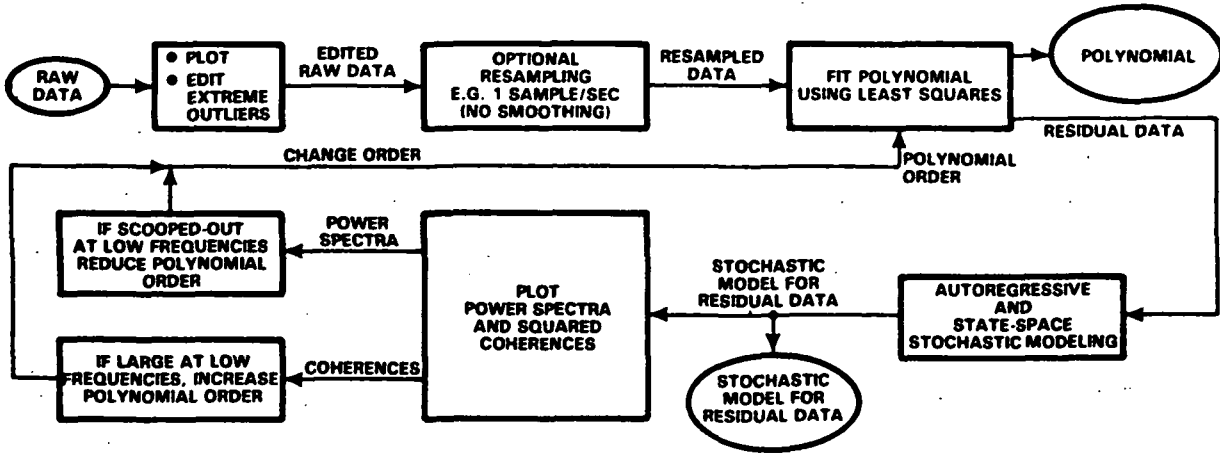 RAW
DATA
● PLOT
● EDIT
EXTREME
OUTLIERS
EDITED
RAW DATA
OPTIONAL
RESAMPLING
E.G. 1 SAMPLE/SEC
(NO SMOOTHING)
RESAMPLED
DATA
FIT POLYNOMIAL
USING LEAST SQUARES
POLYNOMIAL
RESIDUAL DATA
CHANGE ORDER
POLYNOMIAL
ORDER
IF SCOOPED-OUT
AT LOW FREQUENCIES
REDUCE POLYNOMIAL
ORDER
POWER
SPECTRA
PLOT
POWER SPECTRA
AND SQUARED
COHERENCES
STOCHASTIC
MODEL FOR
RESIDUAL DATA
AUTOREGRESSIVE
AND
STATE-SPACE
STOCHASTIC MODELING
IF LARGE AT LOW
FREQUENCIES, INCREASE
POLYNOMIAL ORDER
COHERENCES
STOCHASTIC
MODEL FOR
RESIDUAL DATA